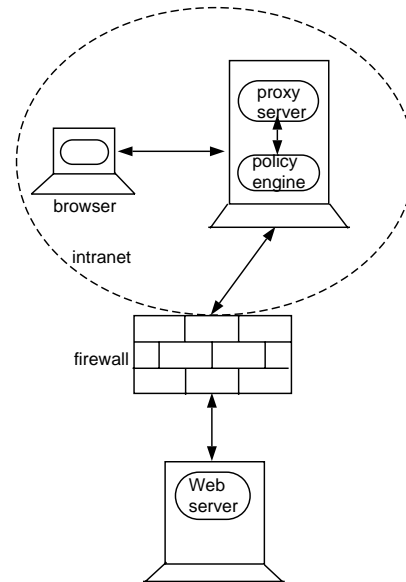 proxy
server
policy
engine
browser
intranet
firewall
Web
server